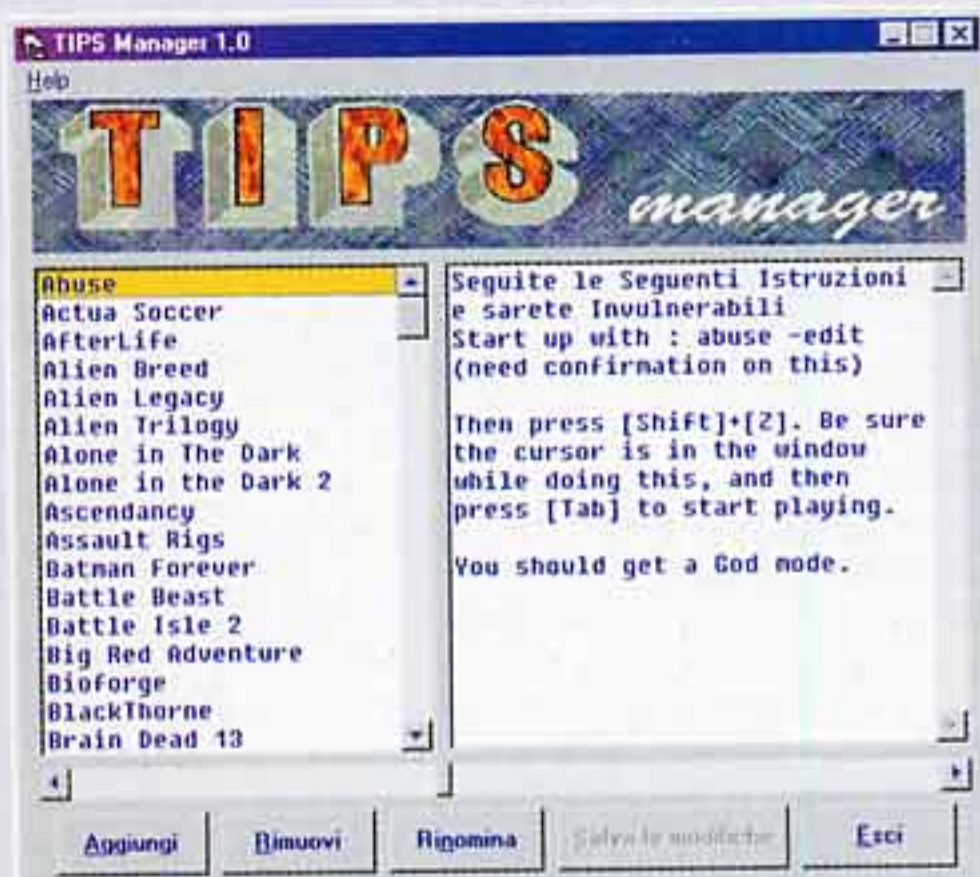 TIPS Manager 1.0
Help
TIPS
manager
Abuse
Actua Soccer
AfterLife
Alien Breed
Alien Legacy
Alien Trilogy
Alone in The Dark
Alone in the Dark 2
Ascendancy
Assault Rigs
Batman Forever
Battle Beast
Battle Isle 2
Big Red Adventure
Bioforge
BlackThorne
Brain Dead 13
Seguite le Seguenti Istruzioni
e sarete Invulnerabili
Start up with : abuse -edit
(need confirmation on this)
Then press [Shift]+[Z]. Be sure
the cursor is in the window
while doing this, and then
press [Tab] to start playing.
You should get a God mode.
Aggiungi
Rimuovi
Rinomina
Salva le modifiche
Esci